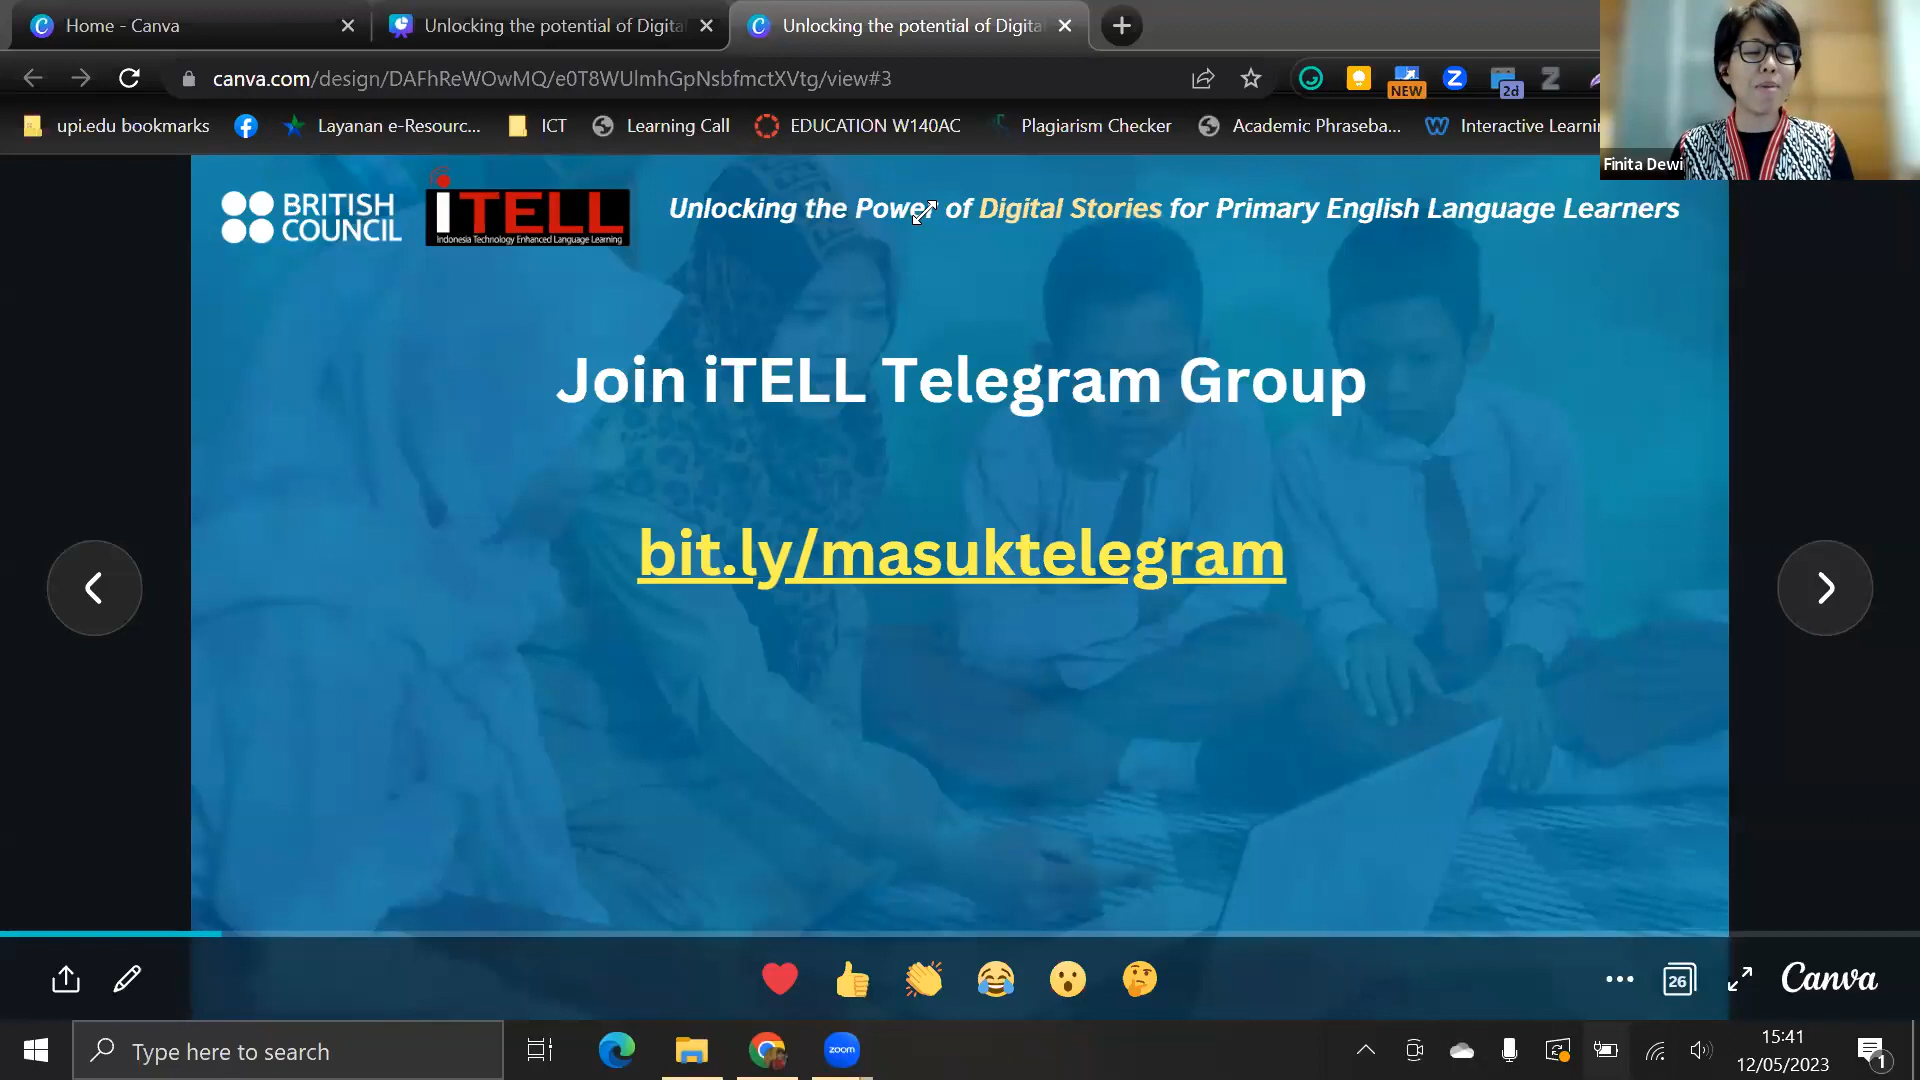 Home - Canva
Unlocking the potential of Digita
Unlocking the potential of Digita
canva.com/design/DAFhReWOwMQ/e0T8WUlmhGpNsbfmctXVtg/view#3
NEW
2d
upi.edu bookmarks
Layanan e-Resourc...
ICT
Learning Call
EDUCATION W140AC
Plagiarism Checker
Academic Phraseba...
Interactive Learni
Finita Dewi
BRITISH
COUNCIL
iTELL
Indonesia Technology Enhanced Language Learning
Unlocking the Power of Digital Stories for Primary English Language Learners
Join iTELL Telegram Group
bit.ly/masuktelegram
26
Canva
Type here to search
zoom
15:41
12/05/2023
1